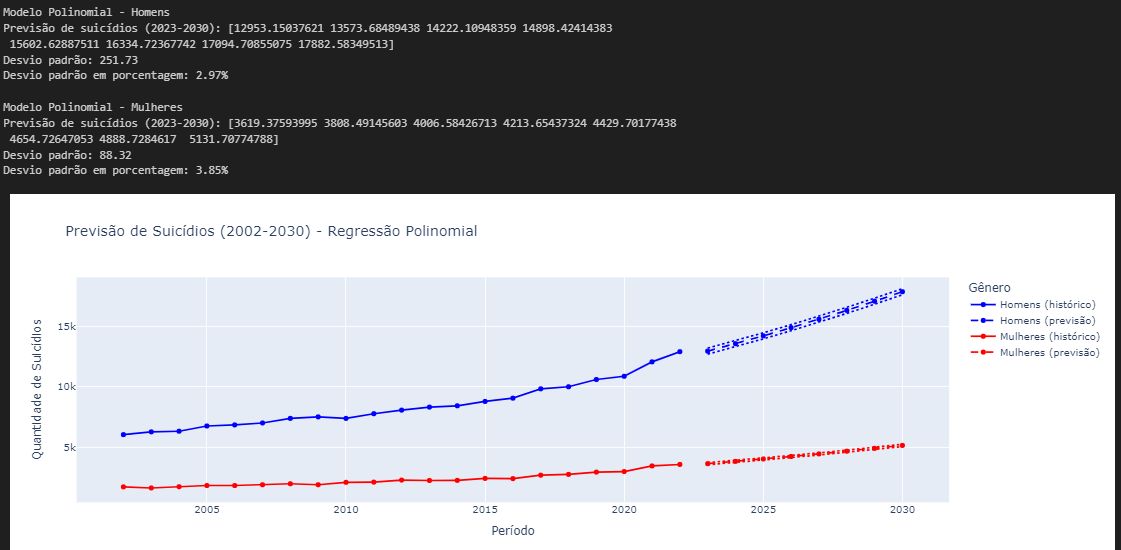 Modelo Polinomial - Homens
Previsão de suicídios (2023-2030): [12953.15037621 13573.68489438 14222.10948359 14898.42414383
15602.62887511 16334.72367742 17094.70855075 17882.58349513]
Desvio padrão: 251.73
Desvio padrão em porcentagem: 2.97%
Modelo Polinomial - Mulheres
Previsão de suicídios (2023-2030): [3619.37593995 3808.49145603 4006.58426713 4213.65437324 4429.70177438
4654.72647053 4888.7284617  5131.70774788]
Desvio padrão: 88.32
Desvio padrão em porcentagem: 3.85%
Previsão de Suicídios (2002-2030) - Regressão Polinomial
Gênero
Homens (histórico)
Homens (previsão)
Mulheres (histórico)
Mulheres (previsão)
Quantidade de Suicídios
15k
10k
5k
2005
2010
2015
2020
2025
2030
Período